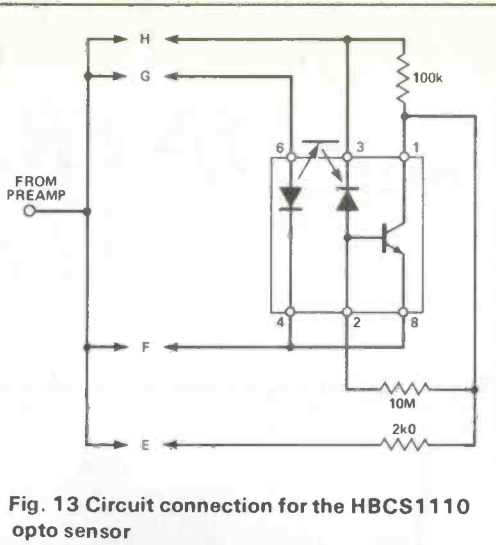 H
G
100k
6
3
1
FROM
PREAMP
4
2
8
F
10M
2k0
E
Fig. 13 Circuit connection for the HBCS1110
opto sensor